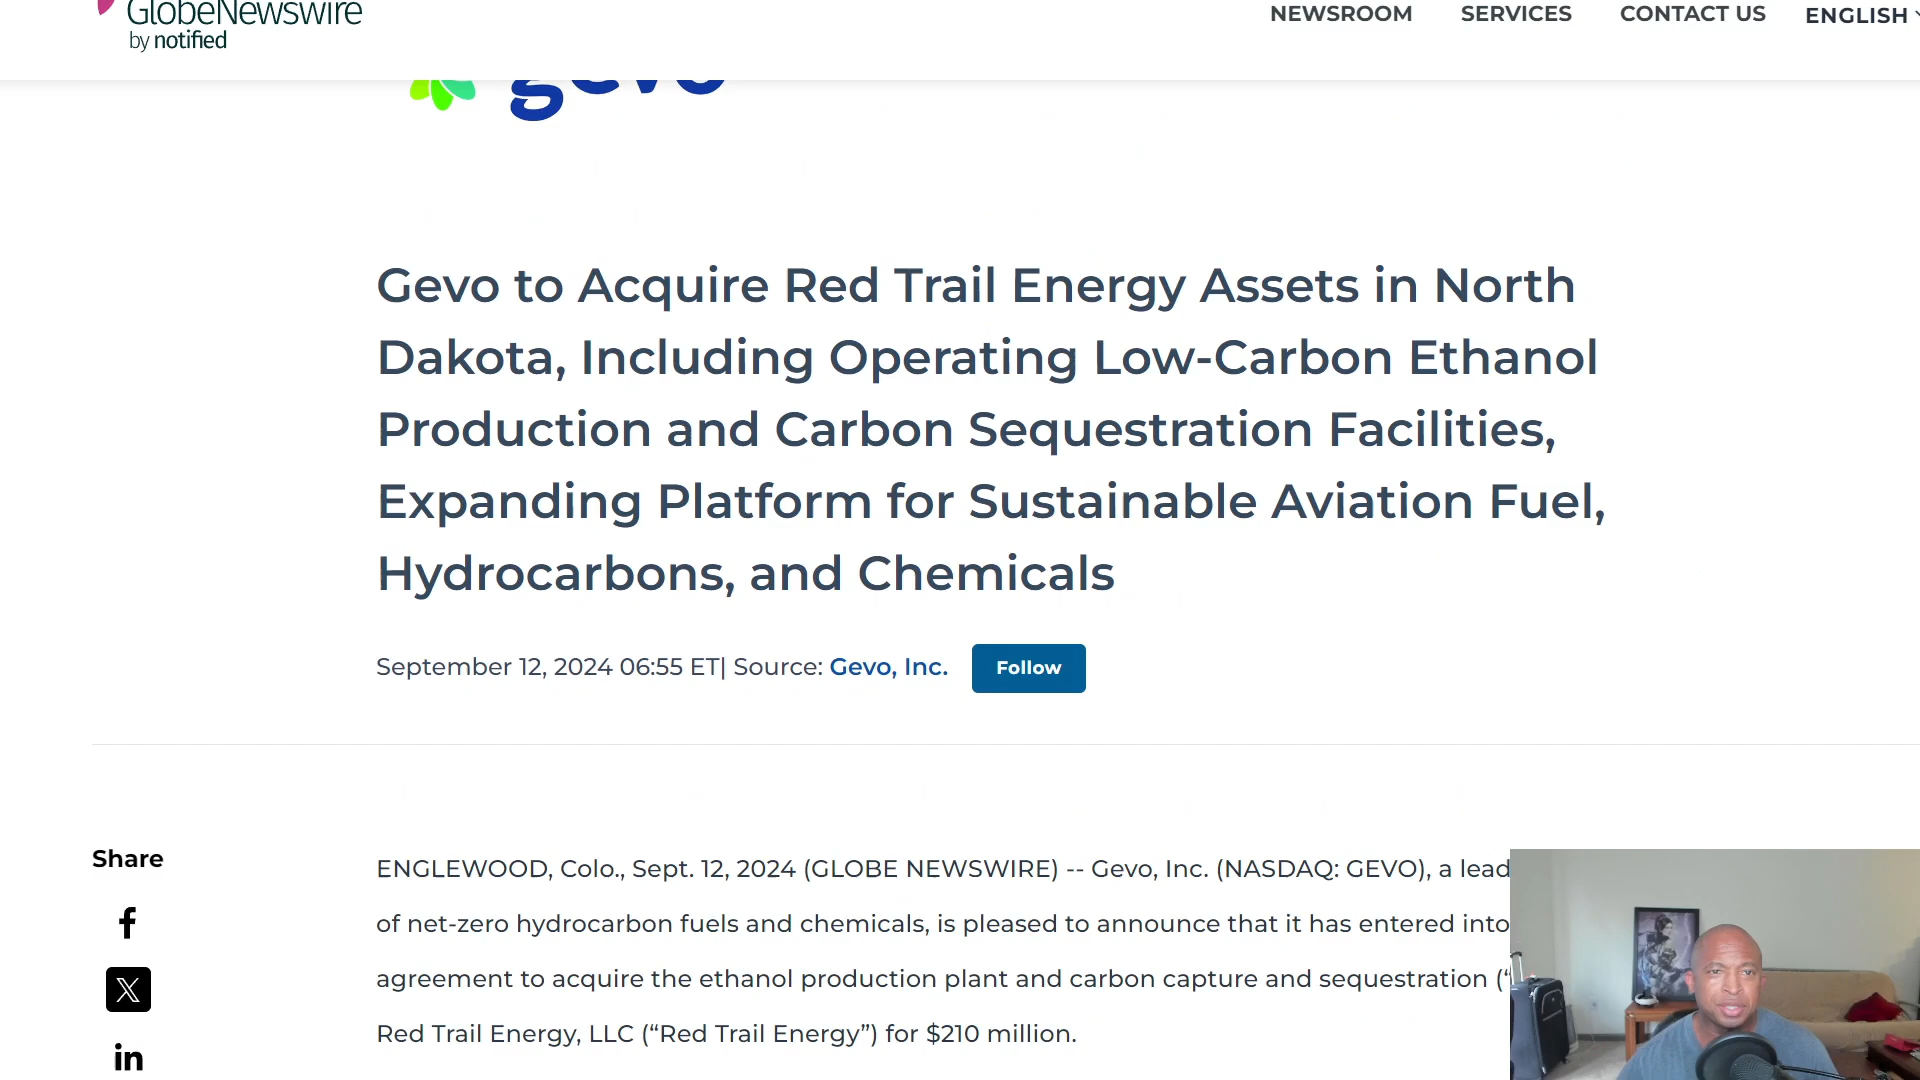 GlobeNewswire
by notified
NEWSROOM
SERVICES
CONTACT US
ENGLISH
gevo
Gevo to Acquire Red Trail Energy Assets in North
Dakota, Including Operating Low-Carbon Ethanol
Production and Carbon Sequestration Facilities,
Expanding Platform for Sustainable Aviation Fuel,
Hydrocarbons, and Chemicals
September 12, 2024 06:55 ET| Source: Gevo, Inc.
Follow
Share
ENGLEWOOD, Colo., Sept. 12, 2024 (GLOBE NEWSWIRE) -- Gevo, Inc. (NASDAQ: GEVO), a lead
of net-zero hydrocarbon fuels and chemicals, is pleased to announce that it has entered into
agreement to acquire the ethanol production plant and carbon capture and sequestration (“
Red Trail Energy, LLC (“Red Trail Energy”) for $210 million.